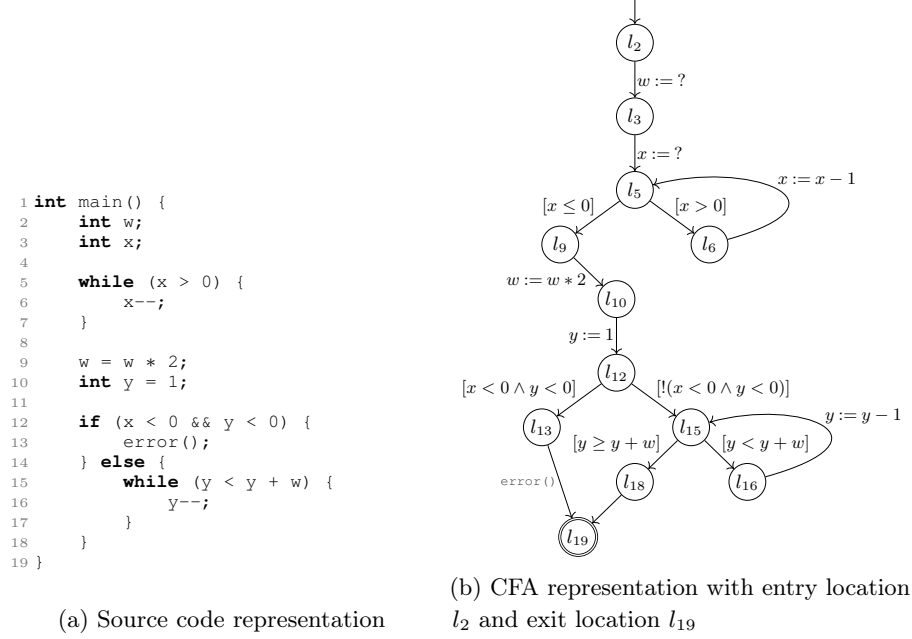 1 int main() {
2 int w;
3 int x;
4
5 while (x > 0) {
6 x--;
7 }
8
9 w = w * 2;
10 int y = 1;
11
12 if (x < 0 && y < 0) {
13 error();
14 } else {
15 while (y < y + w) {
16 y--;
17 }
18 }
19 }
(a) Source code representation
l2
w := ?
l3
x := ?
l5
x := x − 1
[x ≤ 0]
[x > 0]
l9
l6
w := w ∗ 2
l10
y := 1
l12
[x < 0 ∧ y < 0]
[!(x < 0 ∧ y < 0)]
l13
l15
y := y − 1
[y ≥ y + w]
[y < y + w]
error()
l18
l16
l19
(b) CFA representation with entry location
l2 and exit location l19